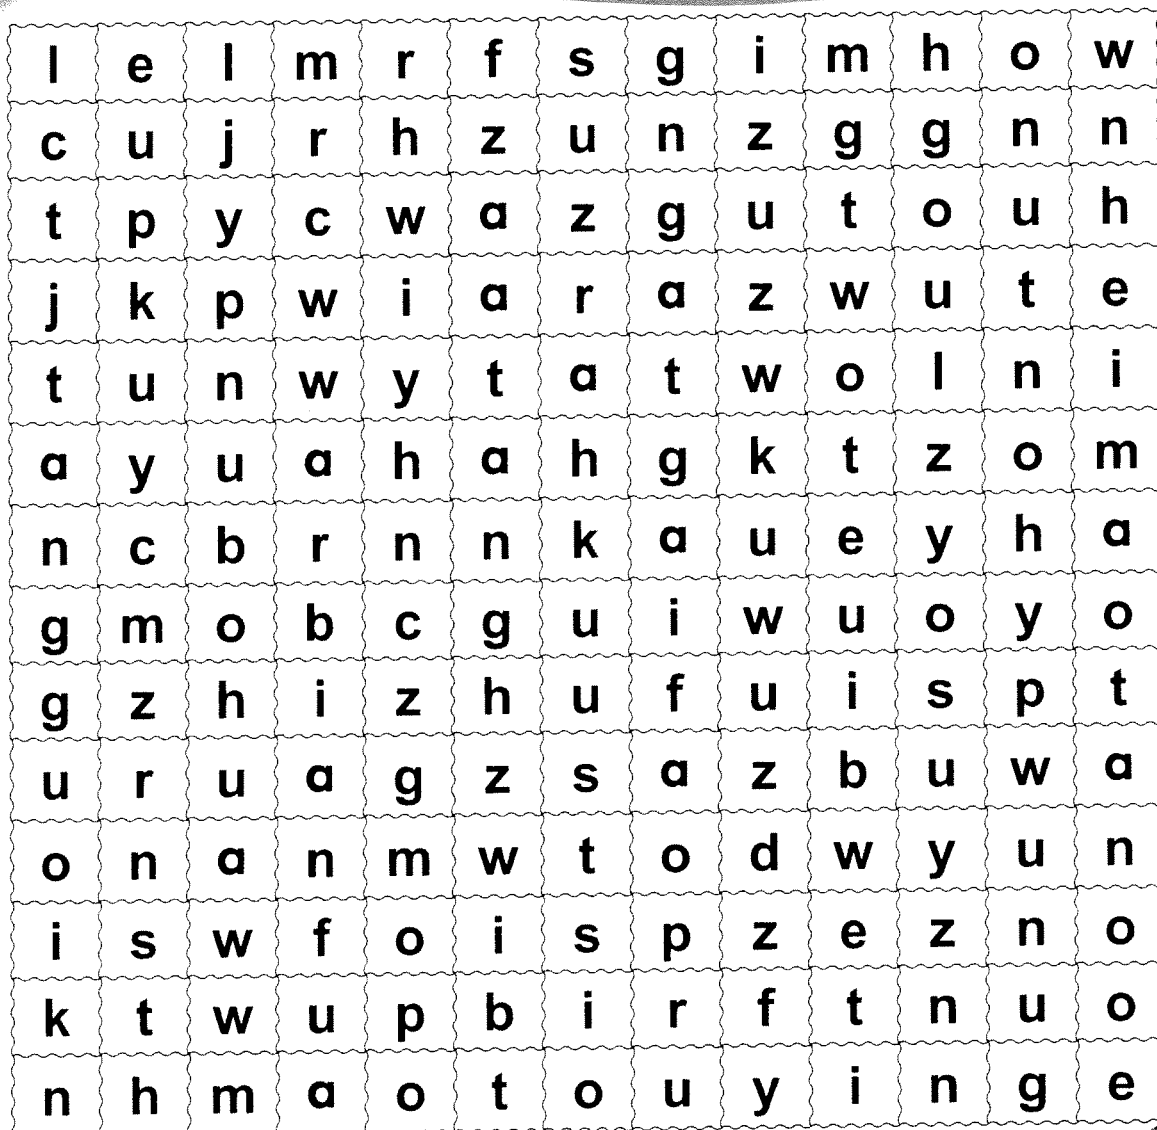 l e l m r f s g i m h o w
c u j r h z u n z g g n n
t p y c w a z g u t o u h
j k p w i a r a z w u t e
t u n w y t a t w o l n i
a y u a h a h g k t z o m
n c b r n n k a u e y h a
g m o b c g u i w u o y o
g z h i z h u f u i s p t
u r u a g z s a z b u w a
o n a n m w t o d w y u n
i s w f o i s p z e z n o
k t w u p b i r f t n u o
n h m a o t o u y i n g e